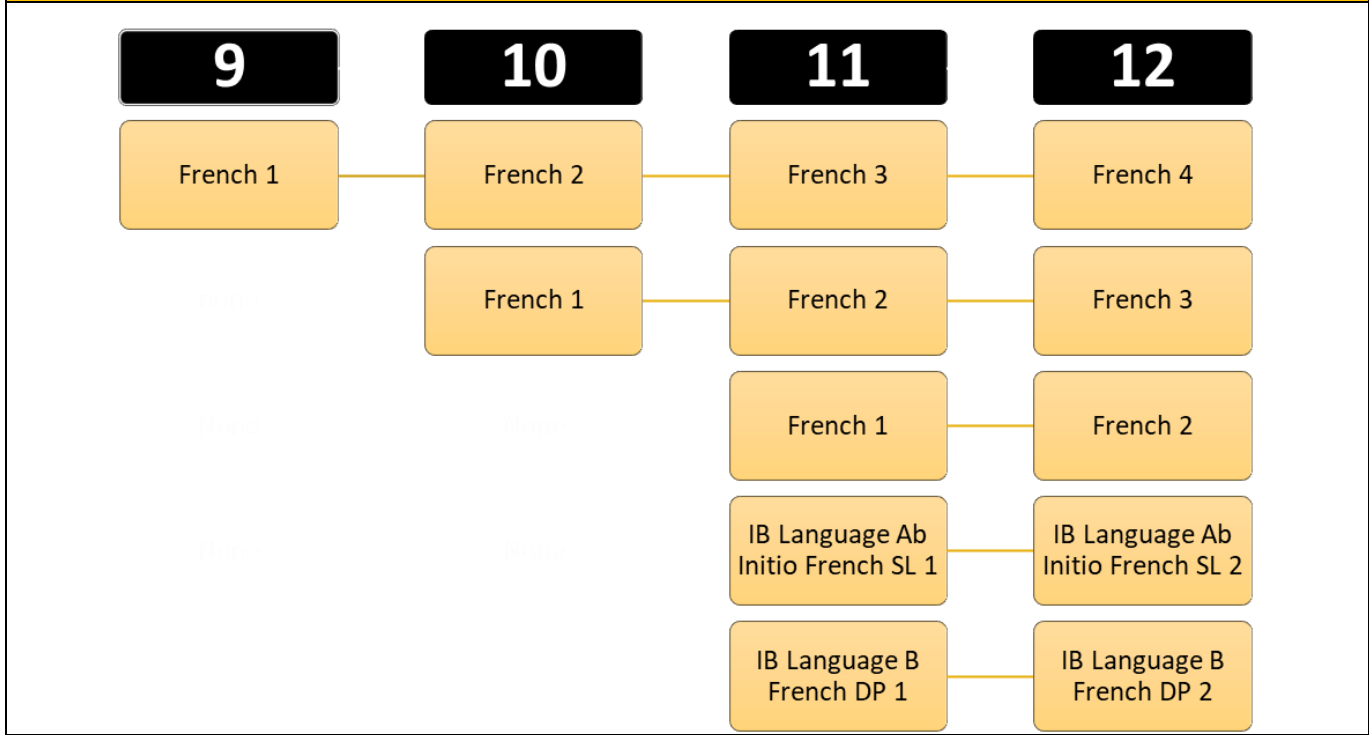 9 10 11 12
French 1 French 2 French 3 French 4
French 1 French 2 French 3
French 1 French 2
IB Language Ab
Initio French SL 1
IB Language Ab
Initio French SL 2
IB Language B
French DP 1
IB Language B
French DP 2